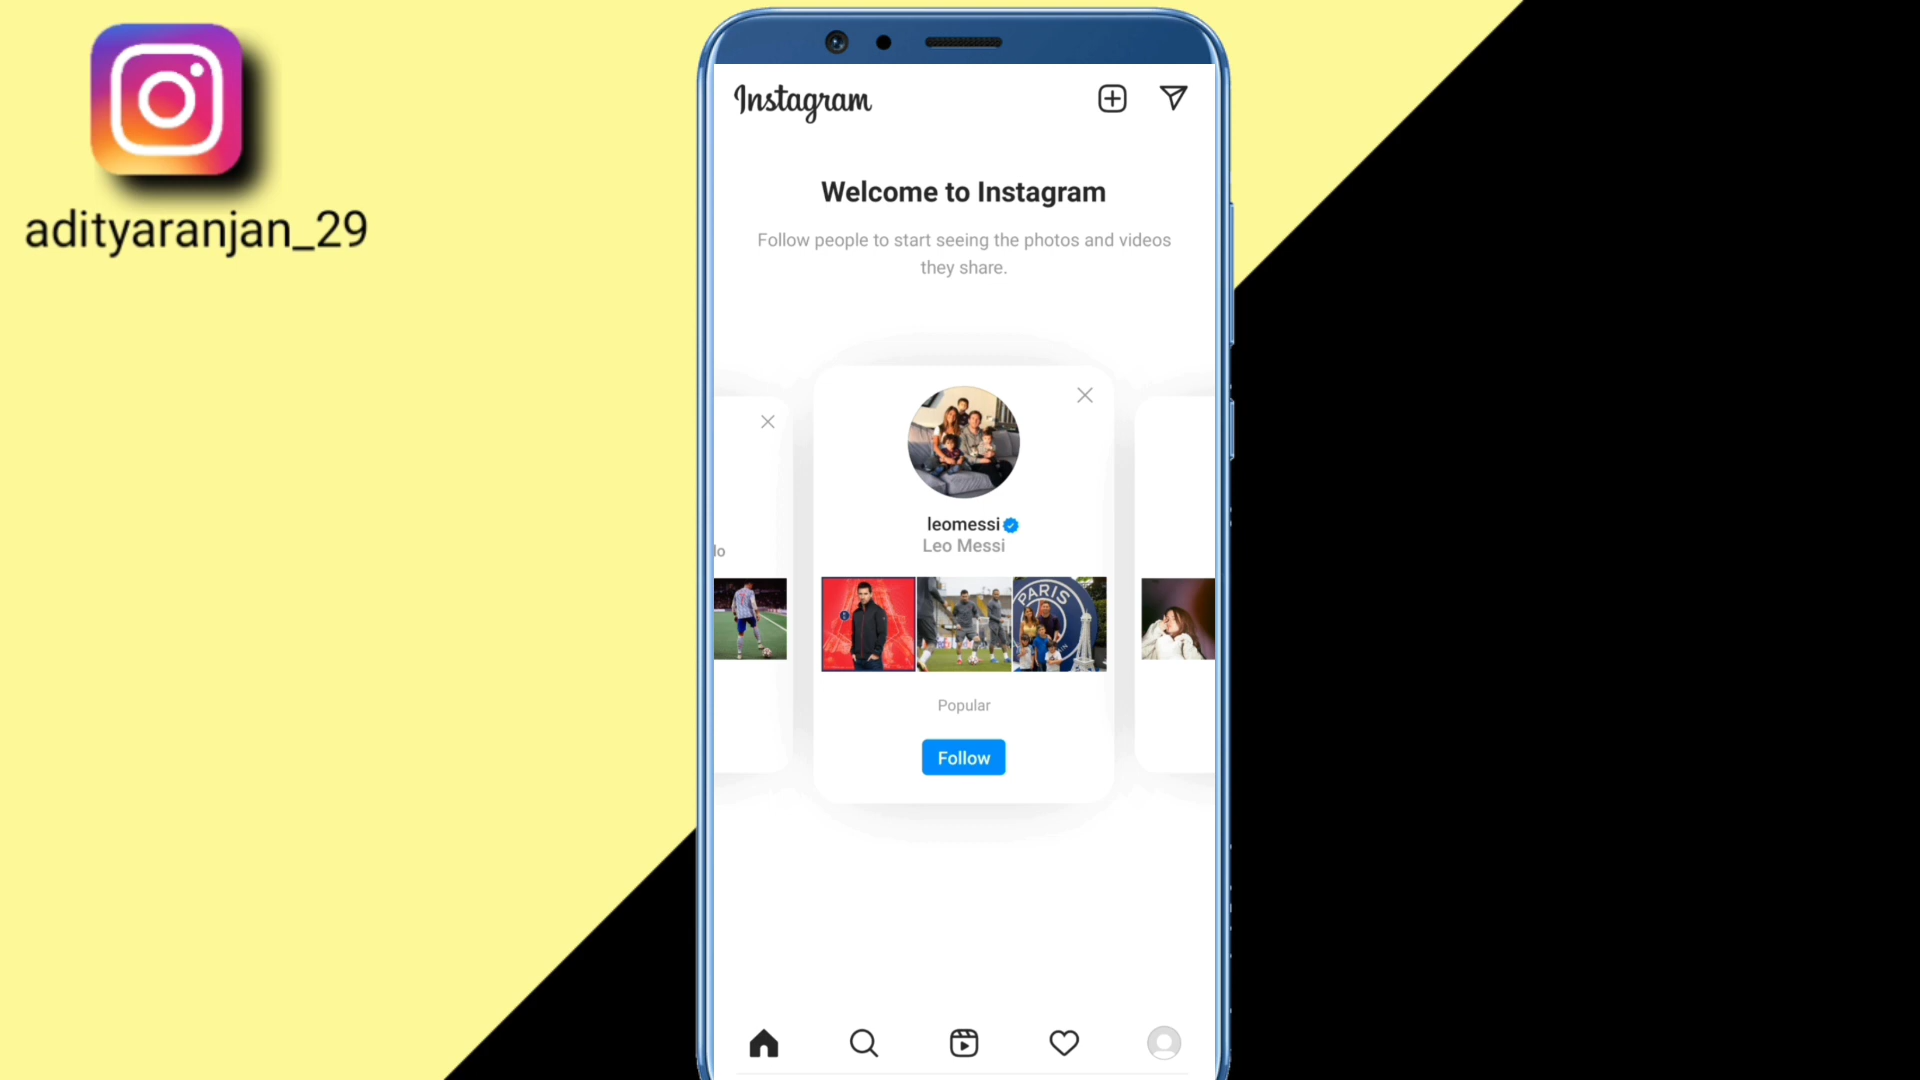 adityaranjan_29
Instagram
Welcome to Instagram
Follow people to start seeing the photos and videos
they share.
leomessi
Leo Messi
lo
PARIS
Popular
Follow